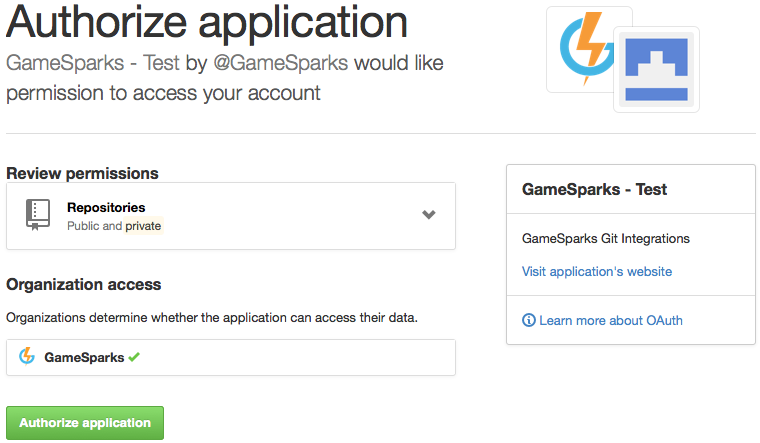 Authorize application
GameSparks - Test by @GameSparks would like
permission to access your account
Review permissions
Repositories
Public and private
Organization access
Organizations determine whether the application can access their data.
GameSparks
Authorize application
GameSparks - Test
GameSparks Git Integrations
Visit application's website
Learn more about OAuth